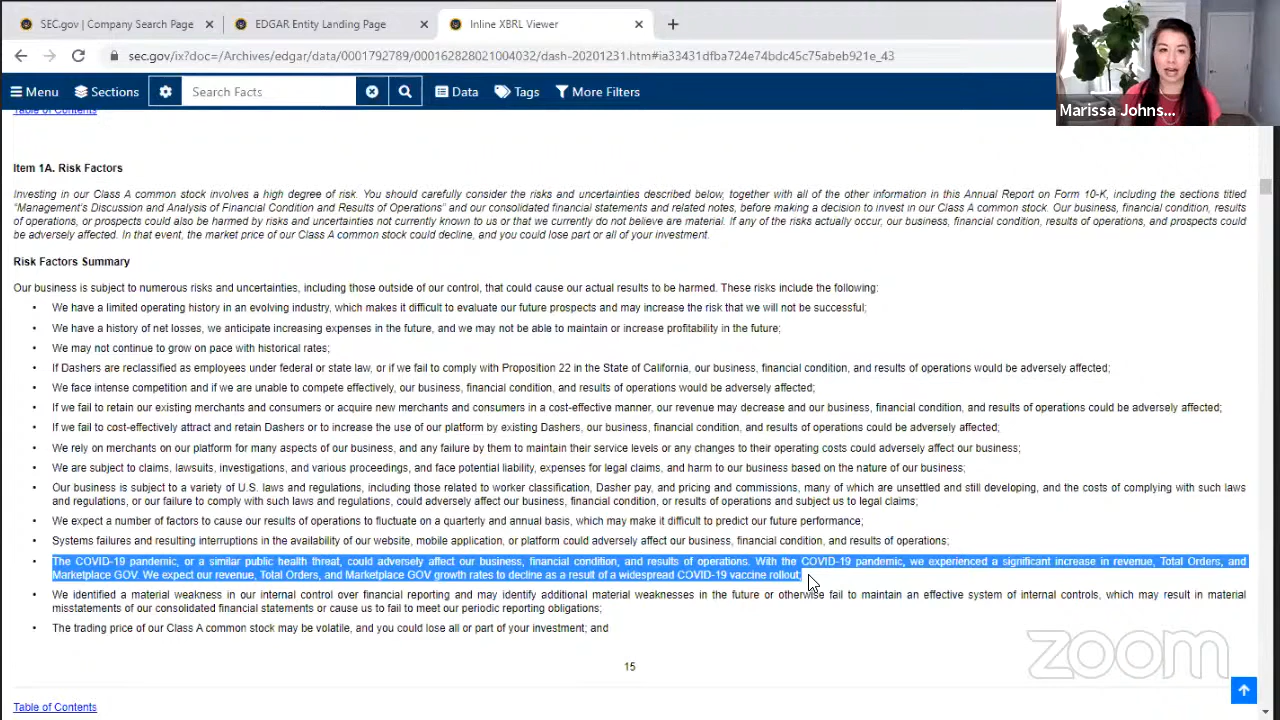 SEC.gov | Company Search Page
EDGAR Entity Landing Page
Inline XBRL Viewer
sec.gov/ix?doc=/Archives/edgar/data/0001792789/000162828021004032/dash-20201231.htm#ia33431dfba724e74bdc45c75abeb921e_43
Menu Sections Search Facts Data Tags More Filters
Marissa Johns...
Table of Contents
Item 1A. Risk Factors
Investing in our Class A common stock involves a high degree of risk. You should carefully consider the risks and uncertainties described below, together with all of the other information in this Annual Report on Form 10-K, including the sections titled
"Management's Discussion and Analysis of Financial Condition and Results of Operations" and our consolidated financial statements and related notes, before making a decision to invest in our Class A common stock. Our business, financial condition, results
of operations, or prospects could also be harmed by risks and uncertainties not currently known to us or that we currently do not believe are material. If any of the risks actually occur, our business, financial condition, results of operations, and prospects could
be adversely affected. In that event, the market price of our Class A common stock could decline, and you could lose part or all of your investment.
Risk Factors Summary
Our business is subject to numerous risks and uncertainties, including those outside of our control, that could cause our actual results to be harmed. These risks include the following:
• We have a limited operating history in an evolving industry, which makes it difficult to evaluate our future prospects and may increase the risk that we will not be successful;
• We have a history of net losses, we anticipate increasing expenses in the future, and we may not be able to maintain or increase profitability in the future;
• We may not continue to grow on pace with historical rates;
• If Dashers are reclassified as employees under federal or state law, or if we fail to comply with Proposition 22 in the State of California, our business, financial condition, and results of operations would be adversely affected;
• We face intense competition and if we are unable to compete effectively, our business, financial condition, and results of operations would be adversely affected;
• If we fail to retain our existing merchants and consumers or acquire new merchants and consumers in a cost-effective manner, our revenue may decrease and our business, financial condition, and results of operations could be adversely affected;
• If we fail to cost-effectively attract and retain Dashers or to increase the use of our platform by existing Dashers, our business, financial condition, and results of operations could be adversely affected;
• We rely on merchants on our platform for many aspects of our business, and any failure by them to maintain their service levels or any changes to their operating costs could adversely affect our business;
• We are subject to claims, lawsuits, investigations, and various proceedings, and face potential liability, expenses for legal claims, and harm to our business based on the nature of our business;
• Our business is subject to a variety of U.S. laws and regulations, including those related to worker classification, Dasher pay, and pricing and commissions, many of which are unsettled and still developing, and the costs of complying with such laws
and regulations, or our failure to comply with such laws and regulations, could adversely affect our business, financial condition, or results of operations and subject us to legal claims;
• We expect a number of factors to cause our results of operations to fluctuate on a quarterly and annual basis, which may make it difficult to predict our future performance;
• Systems failures and resulting interruptions in the availability of our website, mobile application, or platform could adversely affect our business, financial condition, and results of operations;
• The COVID-19 pandemic, or a similar public health threat, could adversely affect our business, financial condition, and results of operations. With the COVID-19 pandemic, we experienced a significant increase in revenue, Total Orders, and
Marketplace GOV. We expect our revenue, Total Orders, and Marketplace GOV growth rates to decline as a result of a widespread COVID-19 vaccine rollout;
• We identified a material weakness in our internal control over financial reporting and may identify additional material weaknesses in the future or otherwise fail to maintain an effective system of internal controls, which may result in material
misstatements of our consolidated financial statements or cause us to fail to meet our periodic reporting obligations;
• The trading price of our Class A common stock may be volatile, and you could lose all or part of your investment; and
15
zoom
Table of Contents